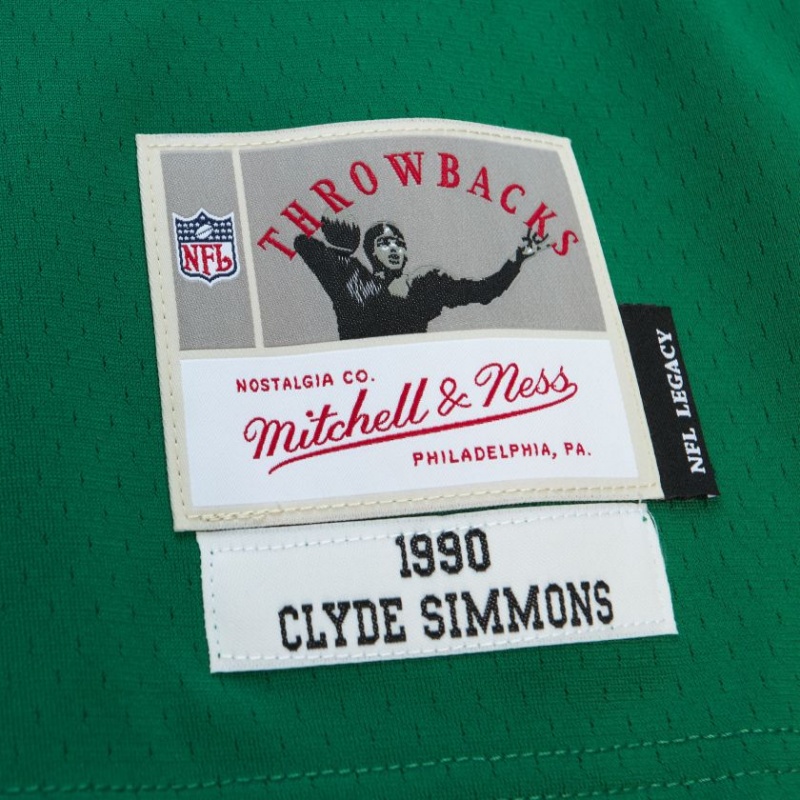 THROWBACKS
NFL
NOSTALGIA CO.
Mitchell & Ness
PHILADELPHIA, PA.
NFL LEGACY
1990
CLYDE SIMMONS